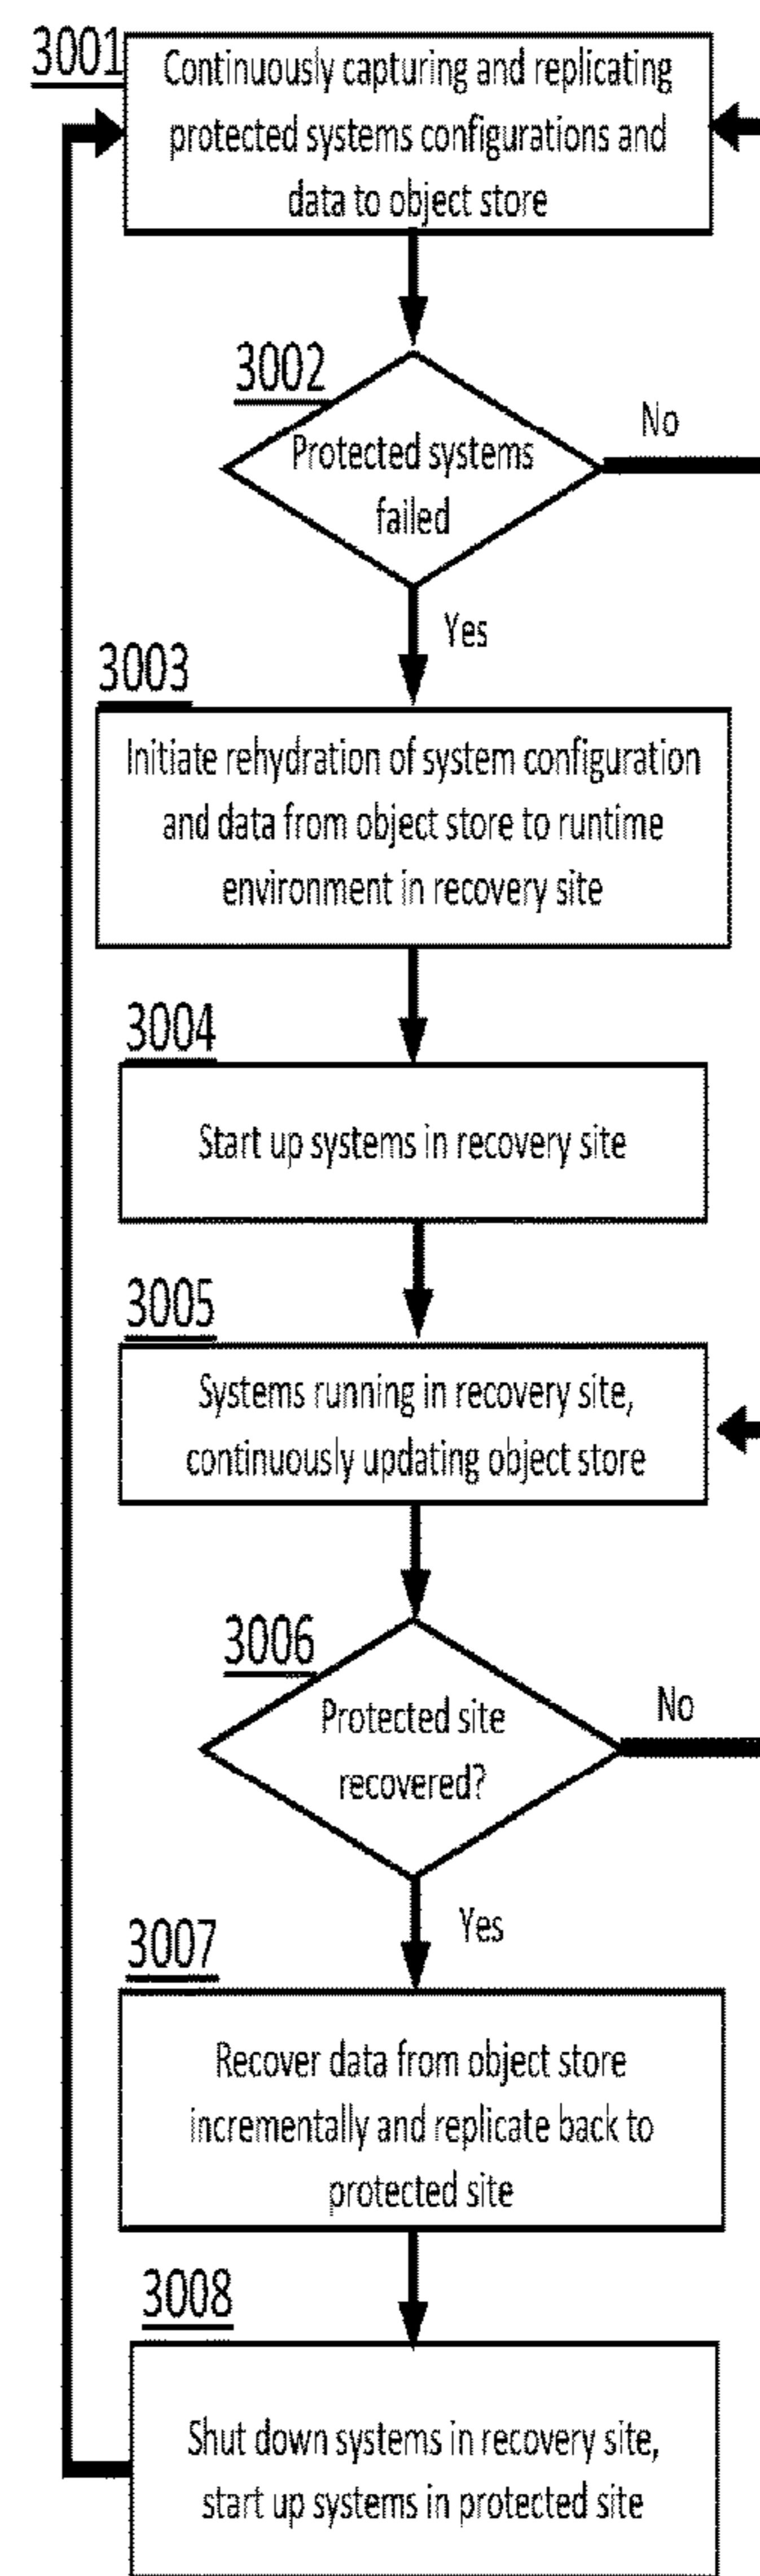 3001
Continuously capturing and replicating
protected systems configurations and
data to object store
3002
Protected systems
failed
No
Yes
3003
Initiate rehydration of system configuration
and data from object store to runtime
environment in recovery site
3004
Start up systems in recovery site
3005
Systems running in recovery site,
continuously updating object store
3006
Protected site
recovered?
No
Yes
3007
Recover data from object store
incrementally and replicate back to
protected site
3008
Shut down systems in recovery site,
start up systems in protected site